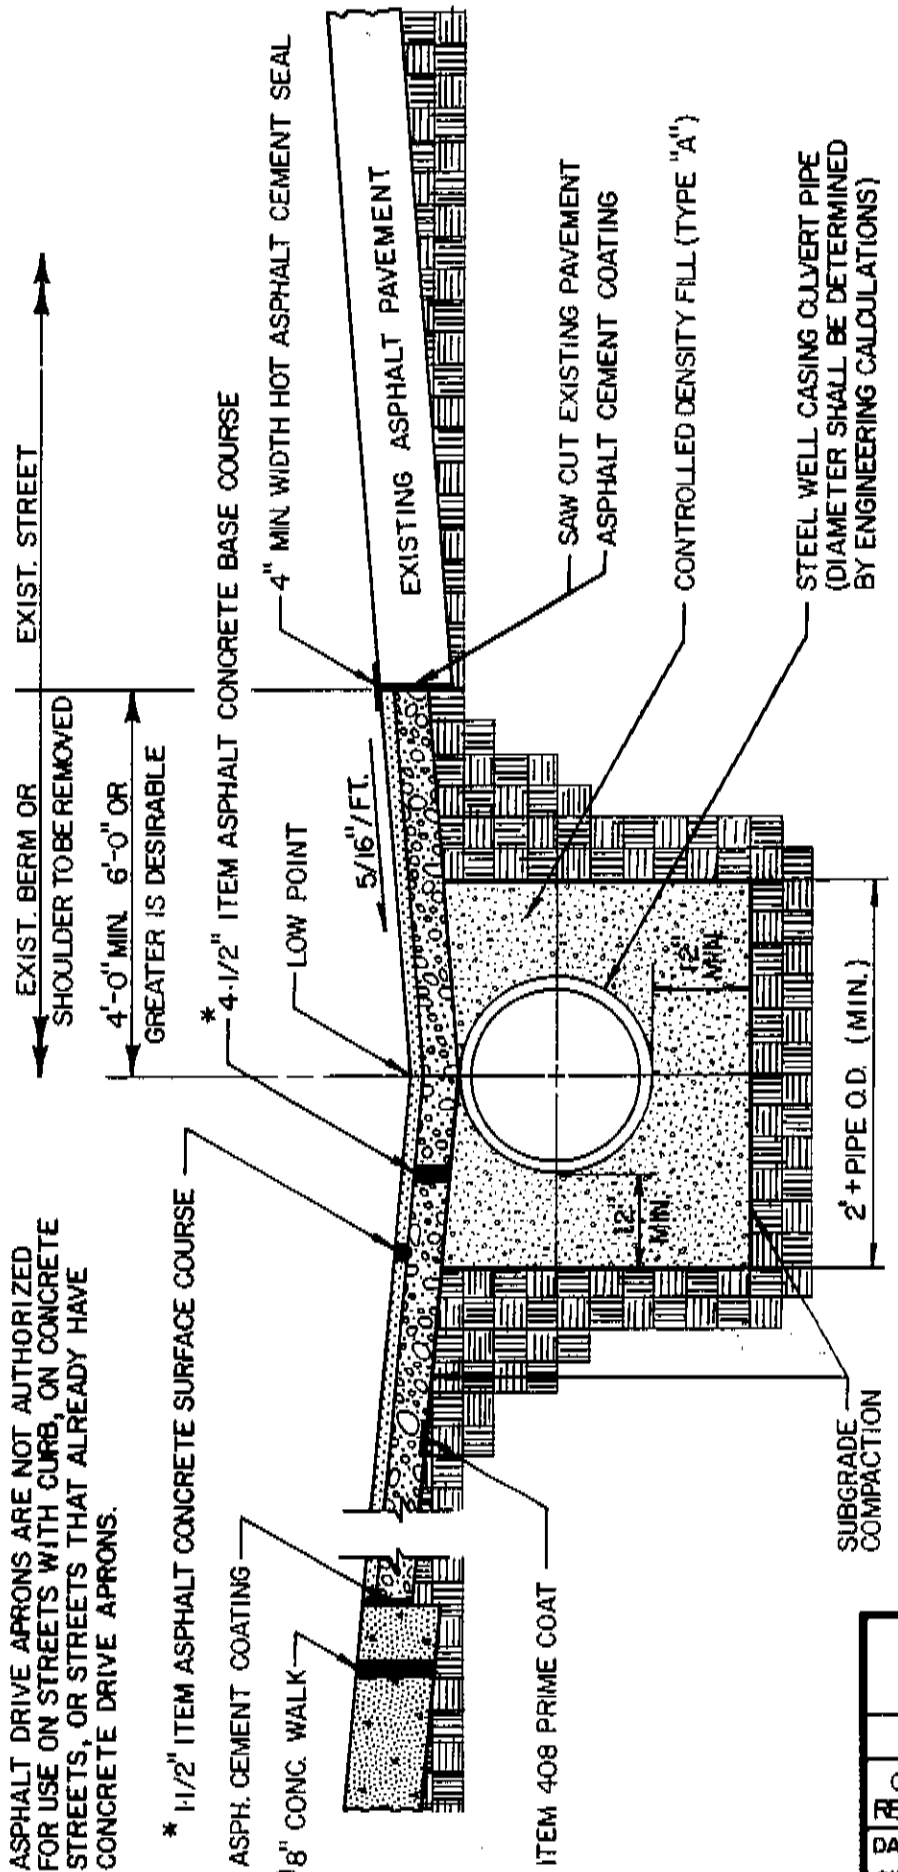 ASPHALT DRIVE APRONS ARE NOT AUTHORIZED
FOR USE ON STREETS WITH CURB, ON CONCRETE
STREETS, OR STREETS THAT ALREADY HAVE
CONCRETE DRIVE APRONS.
EXIST. BERM OR
SHOULDER TO BE REMOVED
EXIST. STREET
4'-0" MIN. 6'-0" OR
GREATER IS DESIRABLE
* 1-1/2" ITEM ASPHALT CONCRETE SURFACE COURSE
* 4-1/2" ITEM ASPHALT CONCRETE BASE COURSE
4" MIN WIDTH HOT ASPHALT CEMENT SEAL
LOW POINT
5/16"/FT.
EXISTING ASPHALT PAVEMENT
ASPH. CEMENT COATING
8" CONC. WALK
ITEM 408 PRIME COAT
SAW CUT EXISTING PAVEMENT
ASPHALT CEMENT COATING
CONTROLLED DENSITY FILL (TYPE "A")
STEEL WELL CASING CULVERT PIPE
(DIAMETER SHALL BE DETERMINED
BY ENGINEERING CALCULATIONS)
12"
MIN.
12"
MIN.
2' + PIPE O.D. (MIN.)
SUBGRADE
COMPACTION